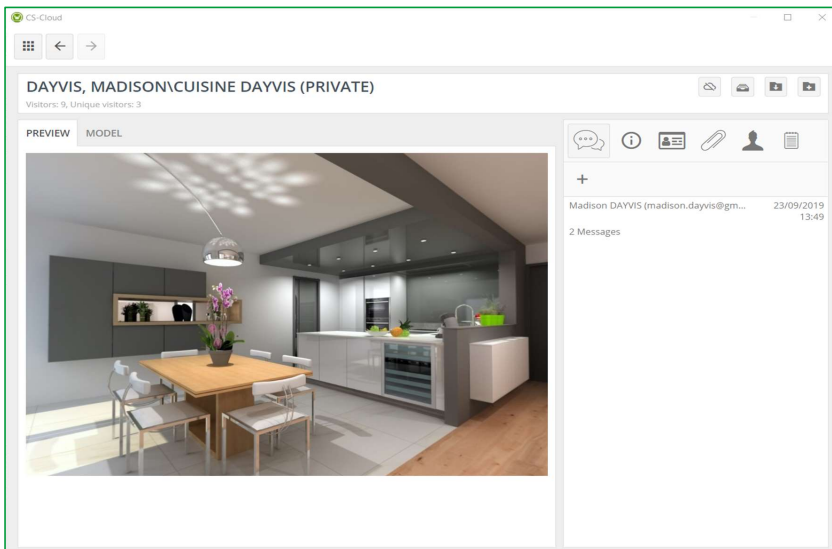 CS-Cloud
DAYVIS, MADISON\CUISINE DAYVIS (PRIVATE)
Visitors: 9, Unique visitors: 3
PREVIEW MODEL
Madison DAYVIS (madison.dayvis@gm... 23/09/2019
13:49
2 Messages